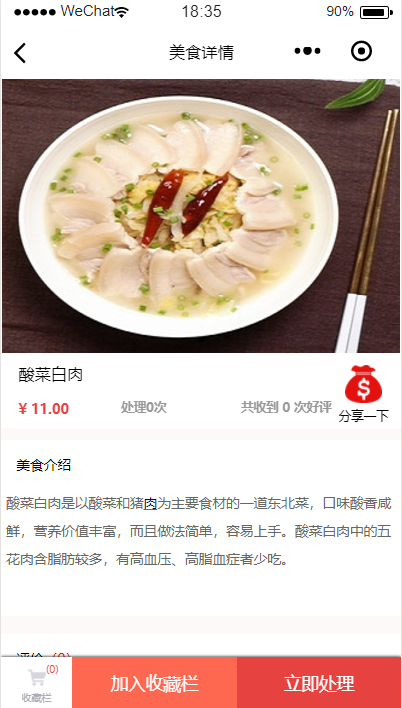 WeChat 18:35 90%
美食详情
酸菜白肉
¥ 11.00 处理0次 共收到 0 次好评 分享一下
美食介绍
酸菜白肉是以酸菜和猪肉为主要食材的一道东北菜，口味酸香咸
鲜，营养价值丰富，而且做法简单，容易上手。酸菜白肉中的五
花肉含脂肪较多，有高血压、高脂血症者少吃。
评价 (0)
(0)
收藏栏 加入收藏栏 立即处理